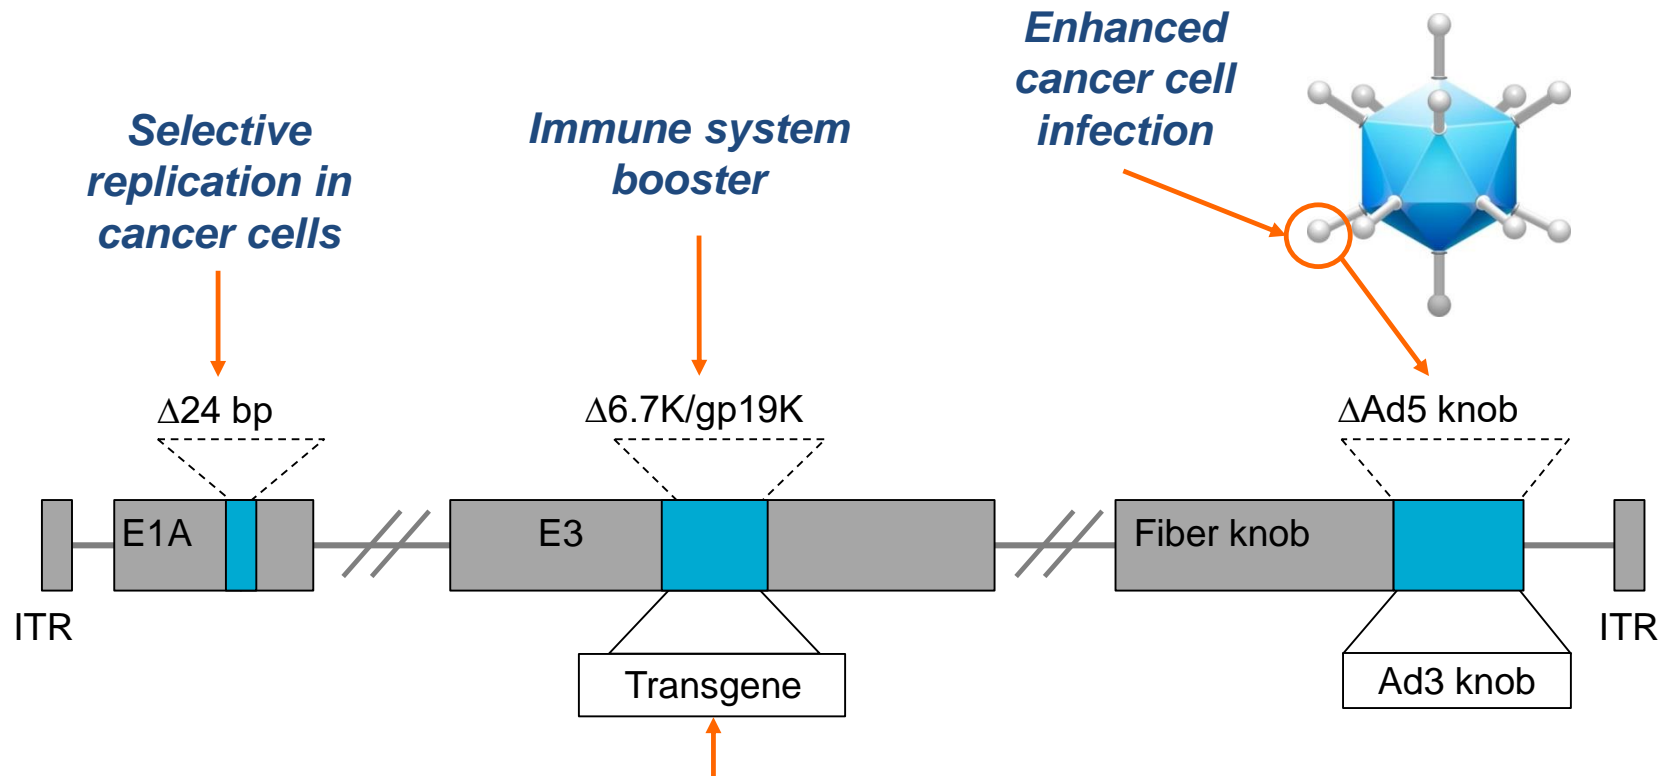 Selective
replication in
cancer cells
Immune system
booster
Enhanced
cancer cell
infection
Δ24 bp
Δ6.7K/gp19K
ΔAd5 knob
E1A
E3
Fiber knob
ITR
ITR
Transgene
Ad3 knob